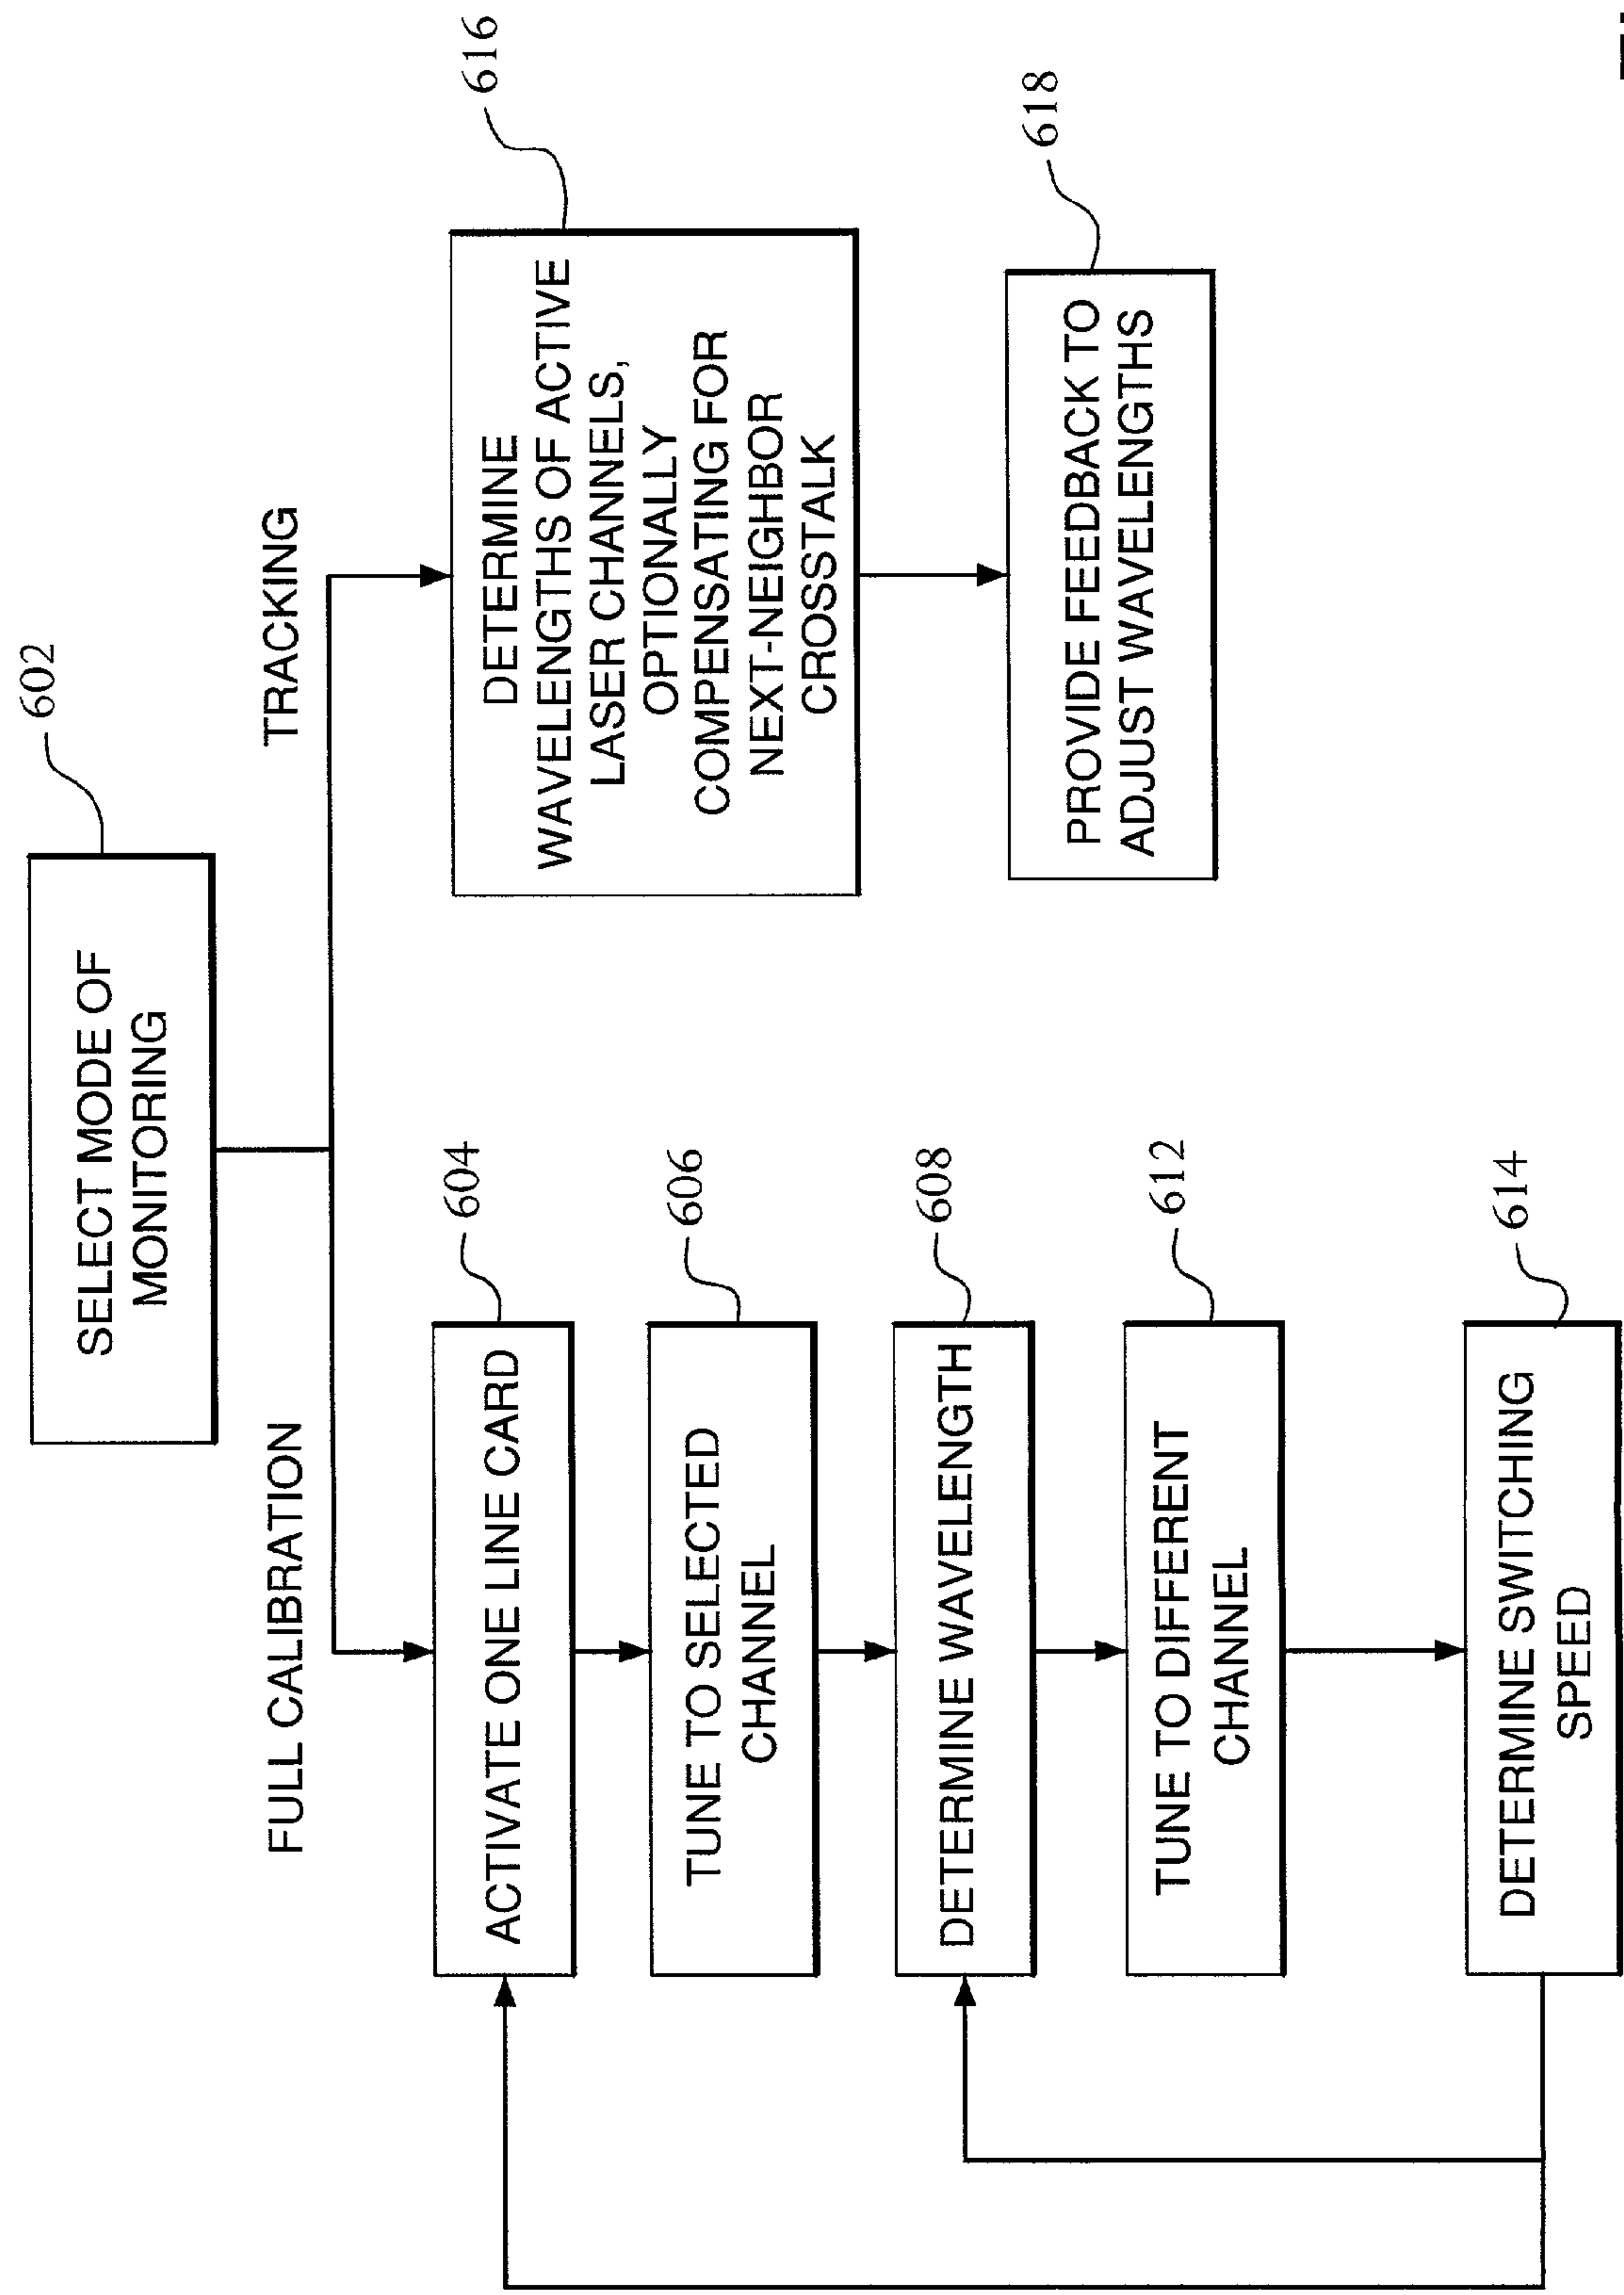 602
SELECT MODE OF
MONITORING
FULL CALIBRATION
TRACKING
604
ACTIVATE ONE LINE CARD
606
TUNE TO SELECTED
CHANNEL
608
DETERMINE WAVELENGTH
612
TUNE TO DIFFERENT
CHANNEL
614
DETERMINE SWITCHING
SPEED
616
DETERMINE
WAVELENGTHS OF ACTIVE
LASER CHANNELS,
OPTIONALLY
COMPENSATING FOR
NEXT-NEIGHBOR
CROSSTALK
618
PROVIDE FEEDBACK TO
ADJUST WAVELENGTHS